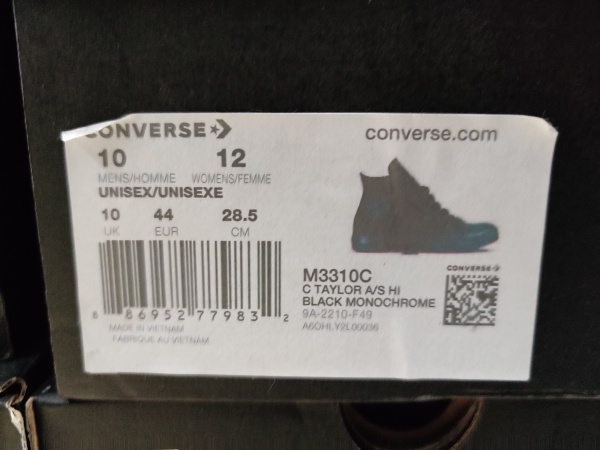 CONVERSE
converse.com
10 12
MENS/HOMME WOMENS/FEMME
UNISEX/UNISEXE
10 44 28.5
UK EUR CM
8 86952 77983 2
MADE IN VIETNAM
FABRIQUE AU VIETNAM
M3310C
C TAYLOR A/S HI
BLACK MONOCHROME
9A-2210-F49
A6OHLY2L00036
CONVERSE